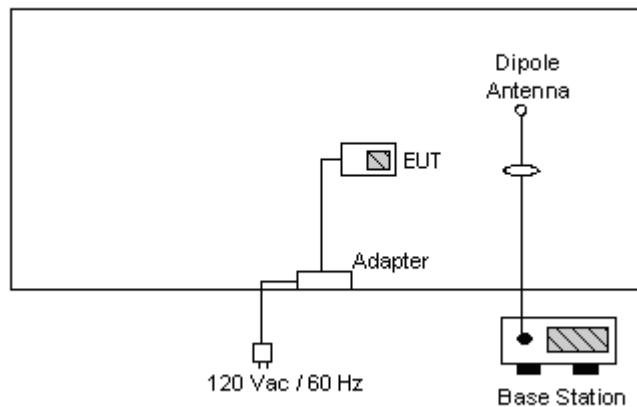 Dipole
Antenna
EUT
Adapter
120 Vac / 60 Hz
Base Station